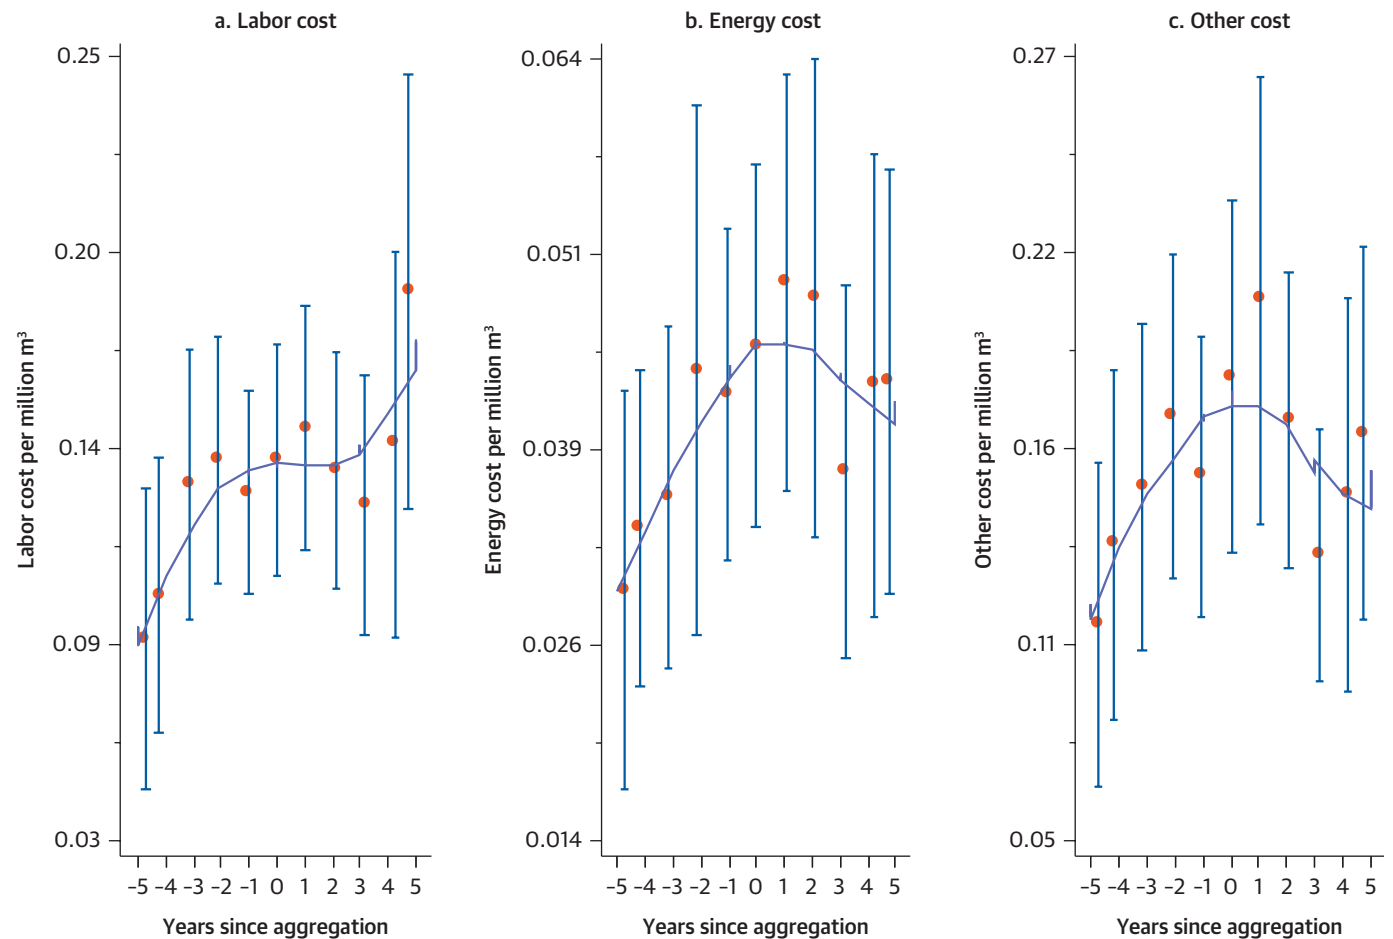 a. Labor cost
0.25
0.20
0.14
0.09
0.03
Labor cost per million m³
-5 -4 -3 -2 -1 0 1 2 3 4 5
Years since aggregation
b. Energy cost
0.064
0.051
0.039
0.026
0.014
Energy cost per million m³
-5 -4 -3 -2 -1 0 1 2 3 4 5
Years since aggregation
c. Other cost
0.27
0.22
0.16
0.11
0.05
Other cost per million m³
-5 -4 -3 -2 -1 0 1 2 3 4 5
Years since aggregation